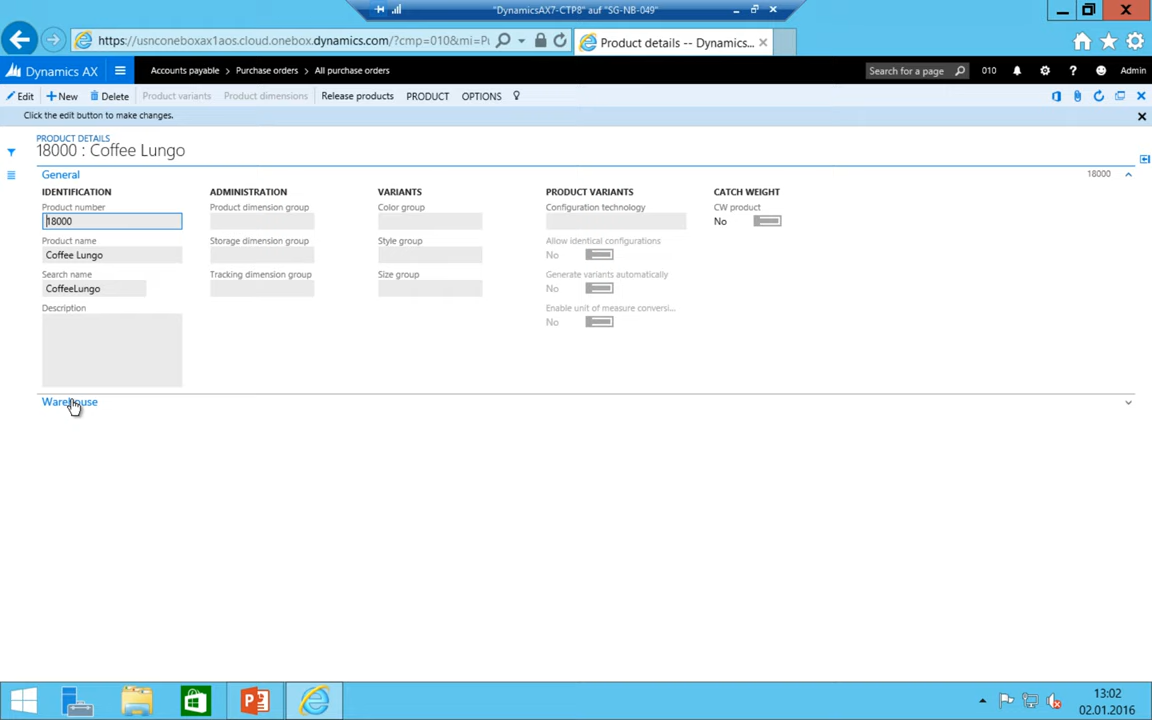 "DynamicsAX7-CTP8" auf "SG-NB-049"
https://usnconeboxax1aos.cloud.onebox.dynamics.com/?cmp=010&mi=Pu
Product details -- Dynamics...
Dynamics AX
Accounts payable > Purchase orders > All purchase orders
Search for a page
010
Admin
Edit
New
Delete
Product variants
Product dimensions
Release products
PRODUCT
OPTIONS
Click the edit button to make changes.
PRODUCT DETAILS
18000 : Coffee Lungo
General
18000
IDENTIFICATION
Product number
18000
Product name
Coffee Lungo
Search name
CoffeeLungo
Description
ADMINISTRATION
Product dimension group
Storage dimension group
Tracking dimension group
VARIANTS
Color group
Style group
Size group
PRODUCT VARIANTS
Configuration technology
Allow identical configurations
No
Generate variants automatically
No
Enable unit of measure conversi...
No
CATCH WEIGHT
CW product
No
Warehouse
13:02
02.01.2016